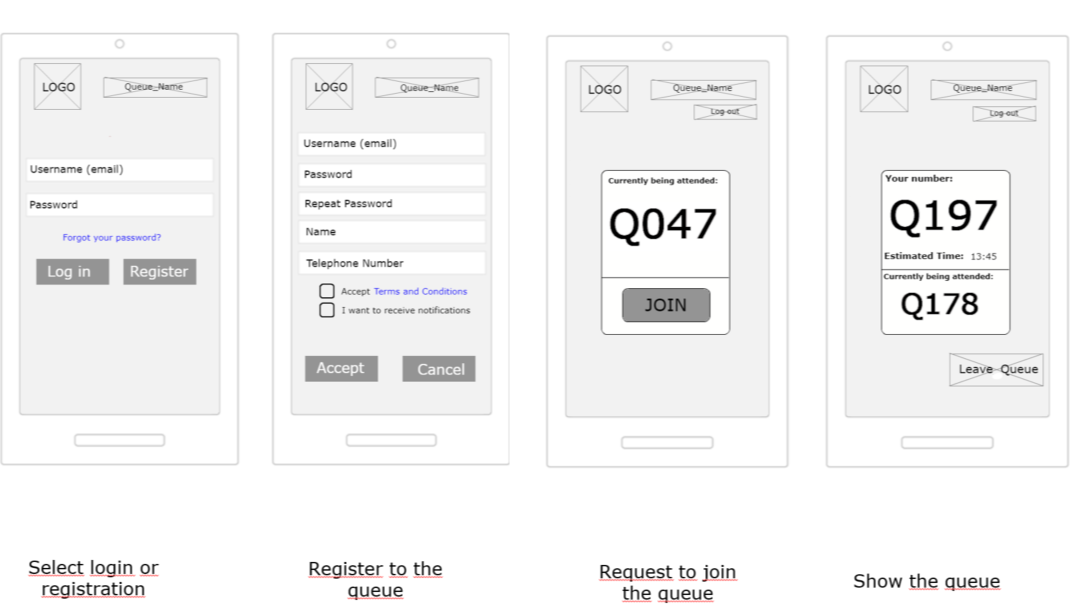 LOGO
Queue_Name
Username (email)
Password
Forgot your password?
Log in
Register
Select login or
registration
LOGO
Queue_Name
Username (email)
Password
Repeat Password
Name
Telephone Number
Accept Terms and Conditions
I want to receive notifications
Accept
Cancel
Register to the
queue
LOGO
Queue_Name
Log out
Currently being attended:
Q047
JOIN
Request to join
the queue
LOGO
Queue_Name
Log out
Your number:
Q197
Estimated Time: 13:45
Currently being attended:
Q178
Leave Queue
Show the queue